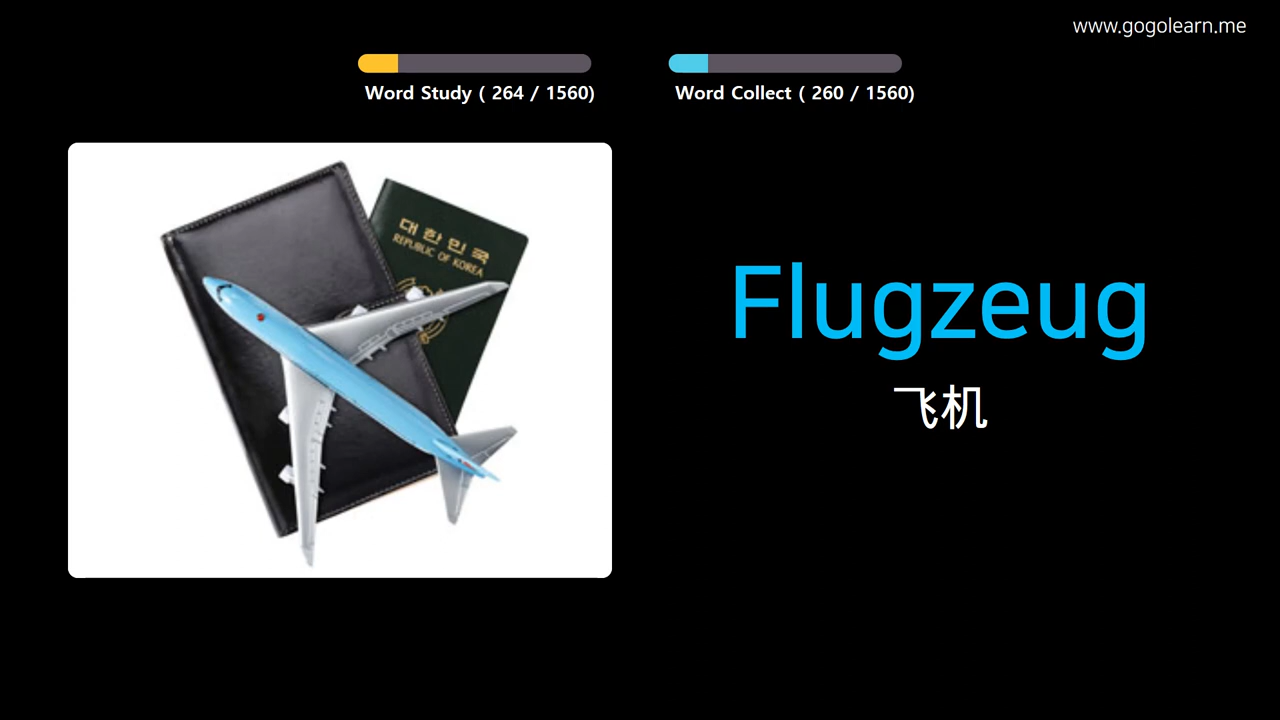 www.gogolearn.me
Word Study ( 264 / 1560)
Word Collect ( 260 / 1560)
대한민국
REPUBLIC OF KOREA
Flugzeug
飞机